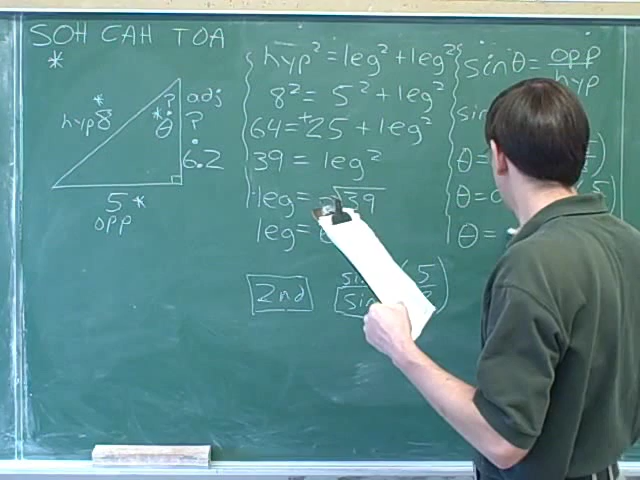 SOH CAH TOA
*
* ? adj
hyp 8 * θ ?
6.2
5 *
opp
hyp² = leg² + leg²
8² = 5² + leg²
64 = 25 + leg²
39 = leg²
leg = √39
leg =
2nd
sin
sinθ = opp/hyp
sin
θ =
θ =
θ =